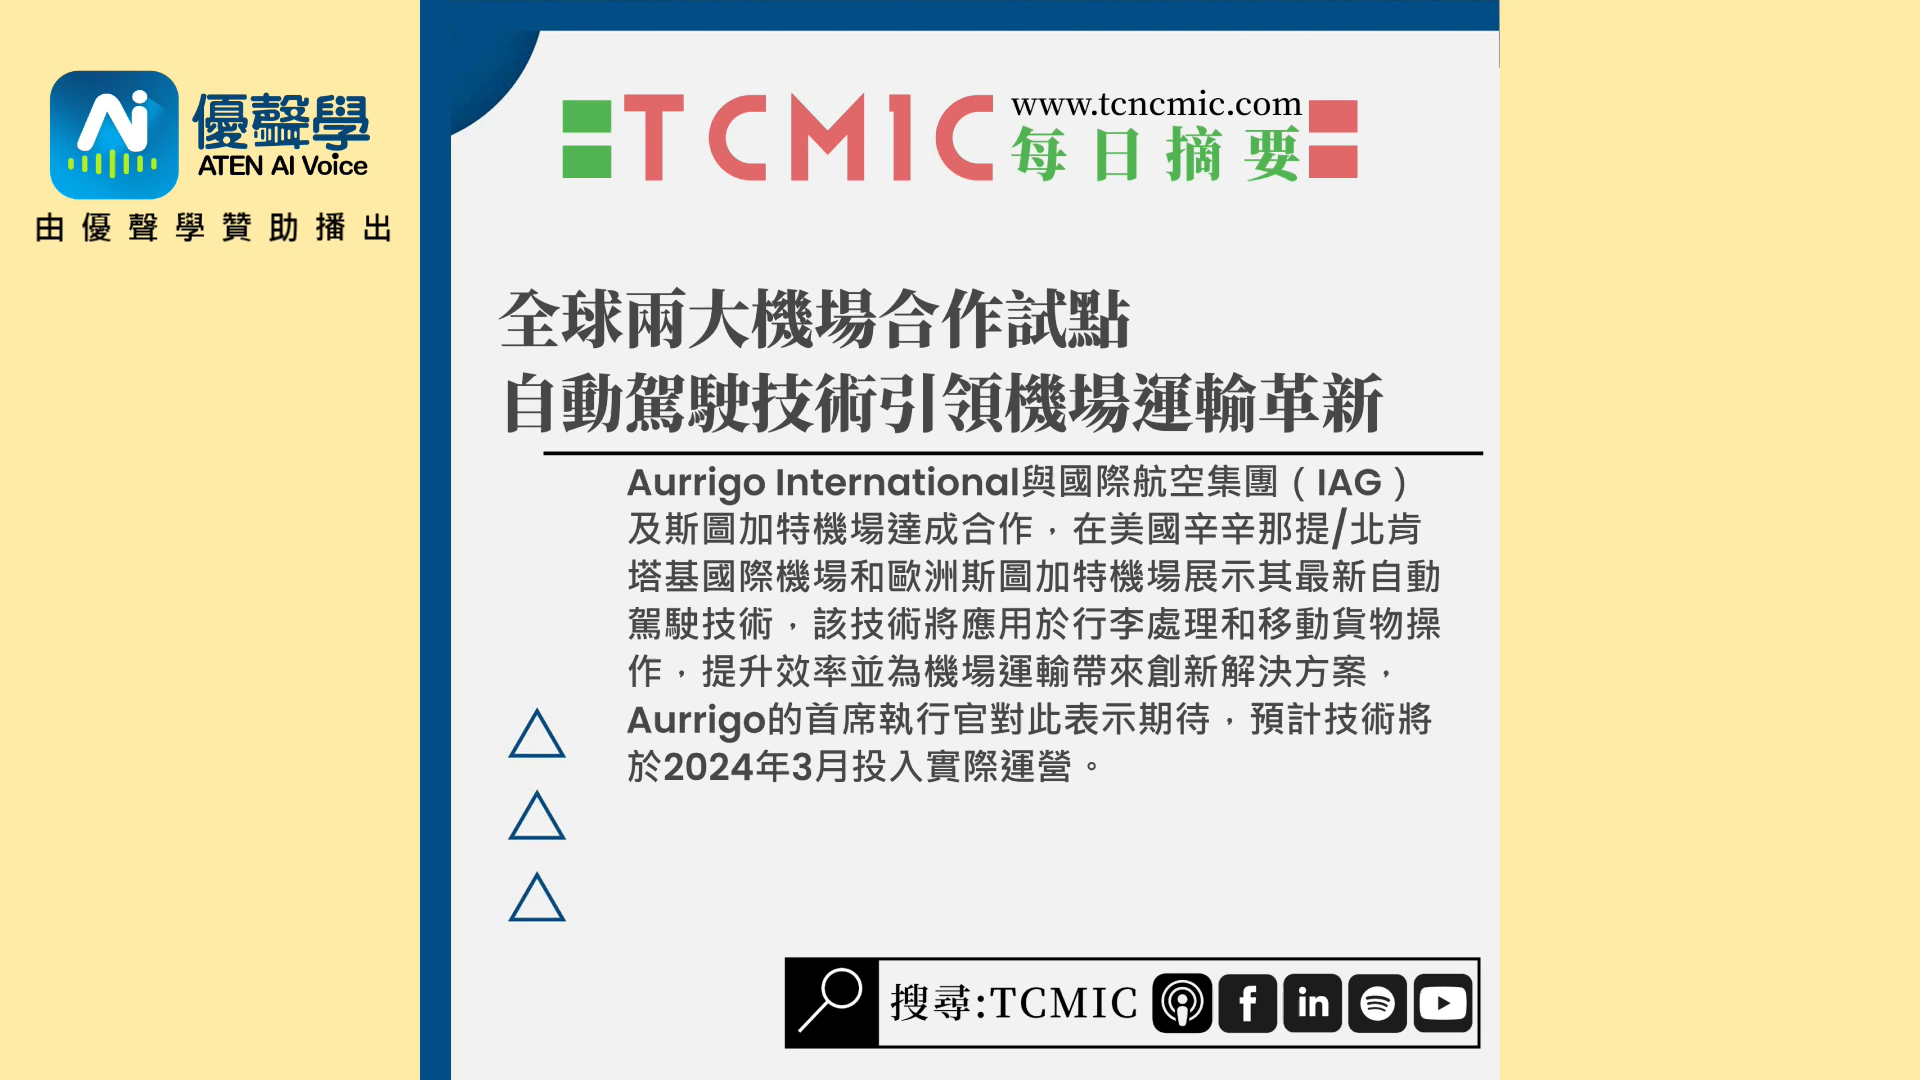 Ai
優聲學
ATEN AI Voice
由優聲學贊助播出
TCMIC
www.tcncmic.com
每日摘要
全球兩大機場合作試點
自動駕駛技術引領機場運輸革新
Aurrigo International與國際航空集團（IAG）
及斯圖加特機場達成合作，在美國辛辛那提/北肯
塔基國際機場和歐洲斯圖加特機場展示其最新自動
駕駛技術，該技術將應用於行李處理和移動貨物操
作，提升效率並為機場運輸帶來創新解決方案，
Aurrigo的首席執行官對此表示期待，預計技術將
於2024年3月投入實際運營。
搜尋:TCMIC